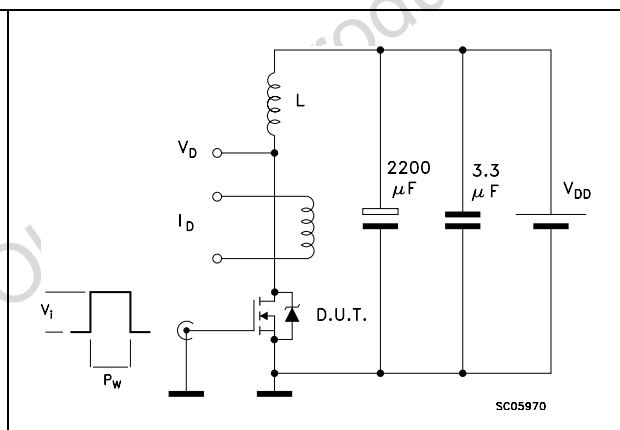 L
V_D
2200
μF
3.3
μF
V_DD
I_D
V_i
D.U.T.
P_W
SC05970